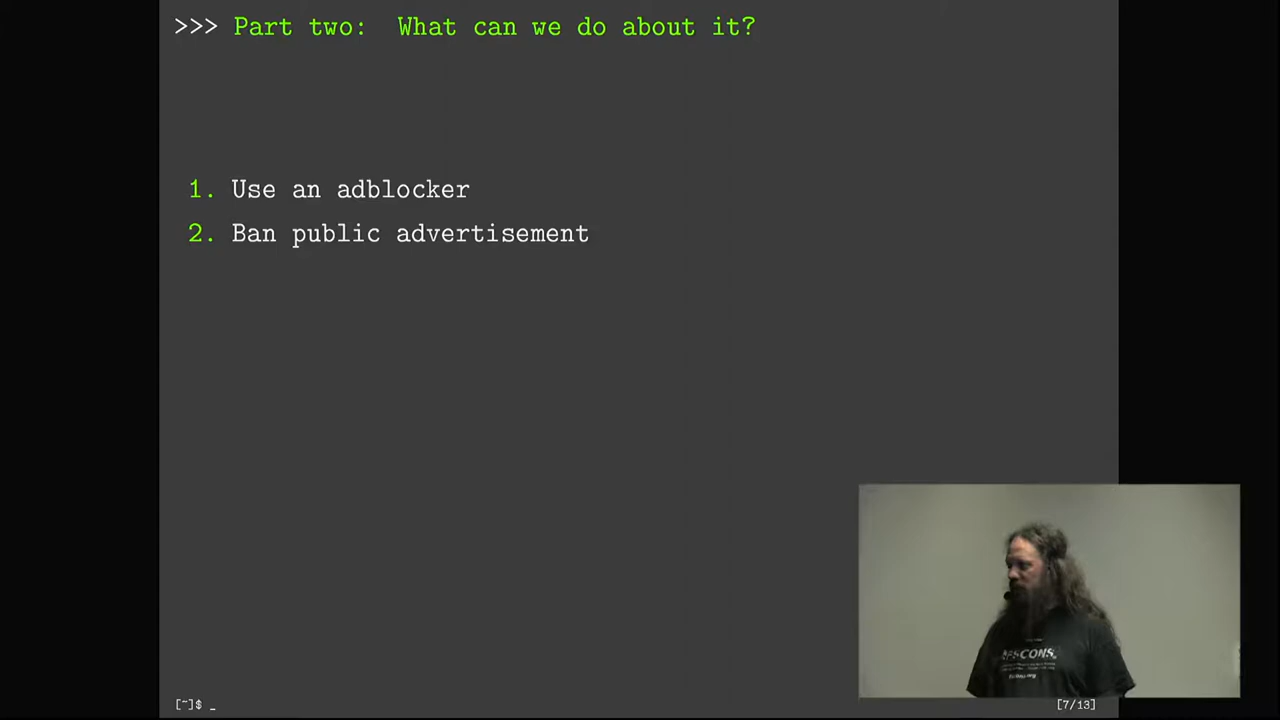 >>> Part two: What can we do about it?
1. Use an adblocker
2. Ban public advertisement
[~]$ _
[7/13]